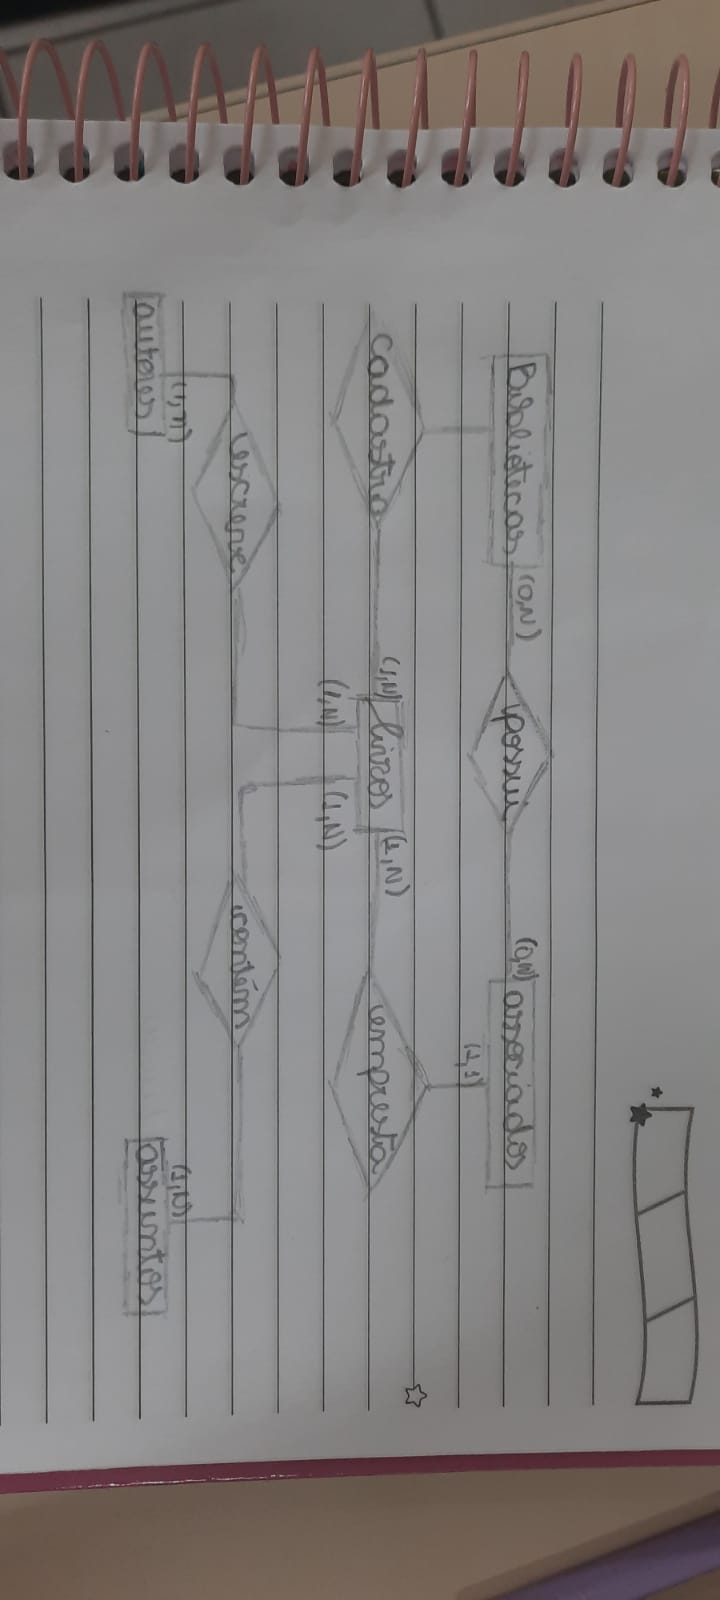 Bibliotecas (0,N) possui (0,N) associados
(1,1)
cadastra (1,N) livros (1,N) empresta
(1,N) (1,N)
escreve contém
(1,N) (1,N)
autores assuntos